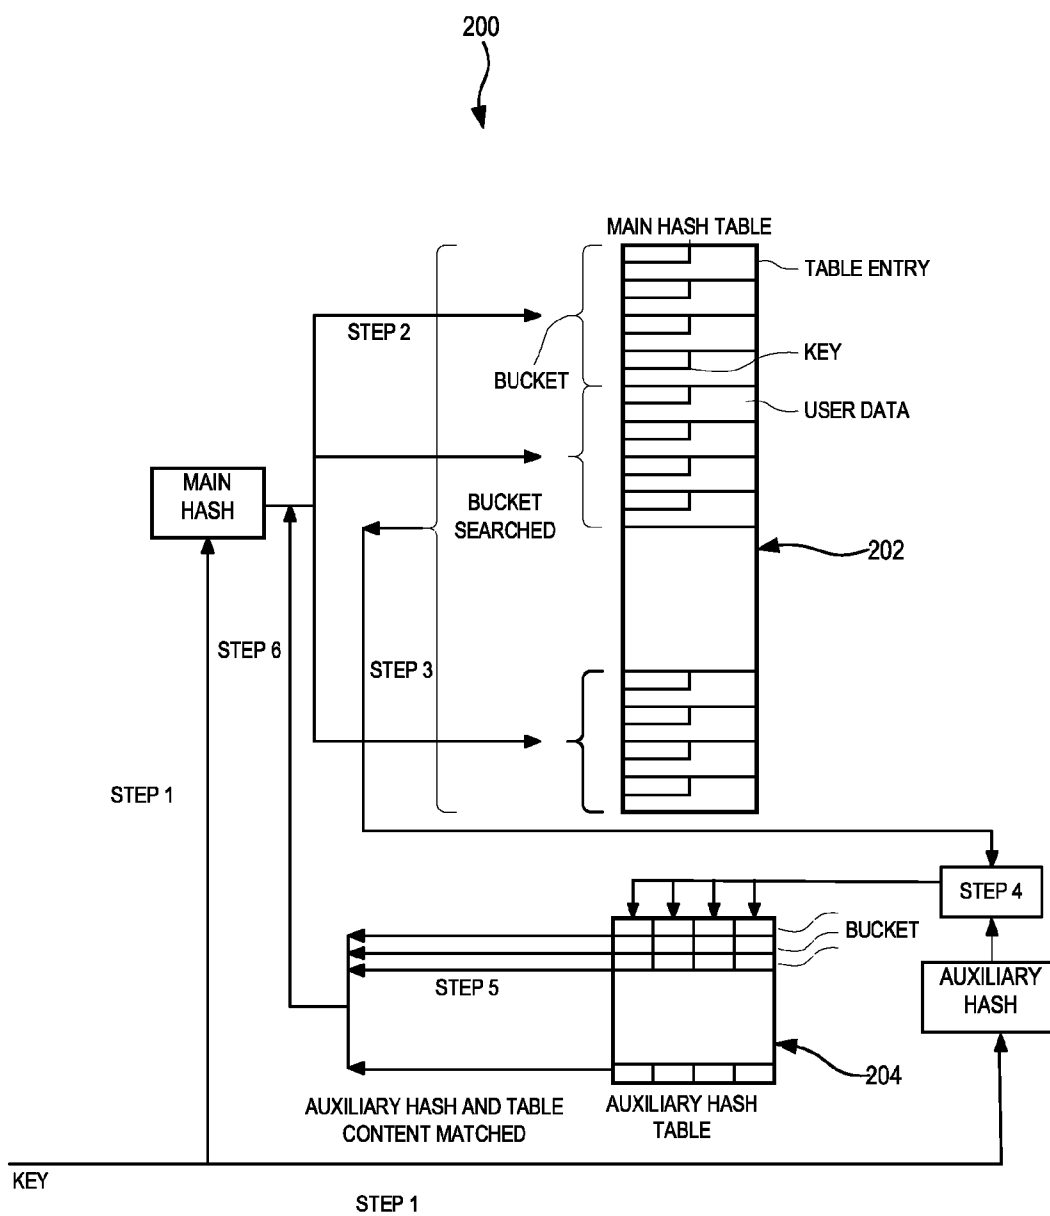 200
MAIN HASH TABLE
TABLE ENTRY
STEP 2
KEY
BUCKET
USER DATA
MAIN
HASH
BUCKET
SEARCHED
202
STEP 6
STEP 3
STEP 1
STEP 4
BUCKET
STEP 5
AUXILIARY
HASH
204
AUXILIARY HASH AND TABLE
CONTENT MATCHED
AUXILIARY HASH
TABLE
KEY
STEP 1